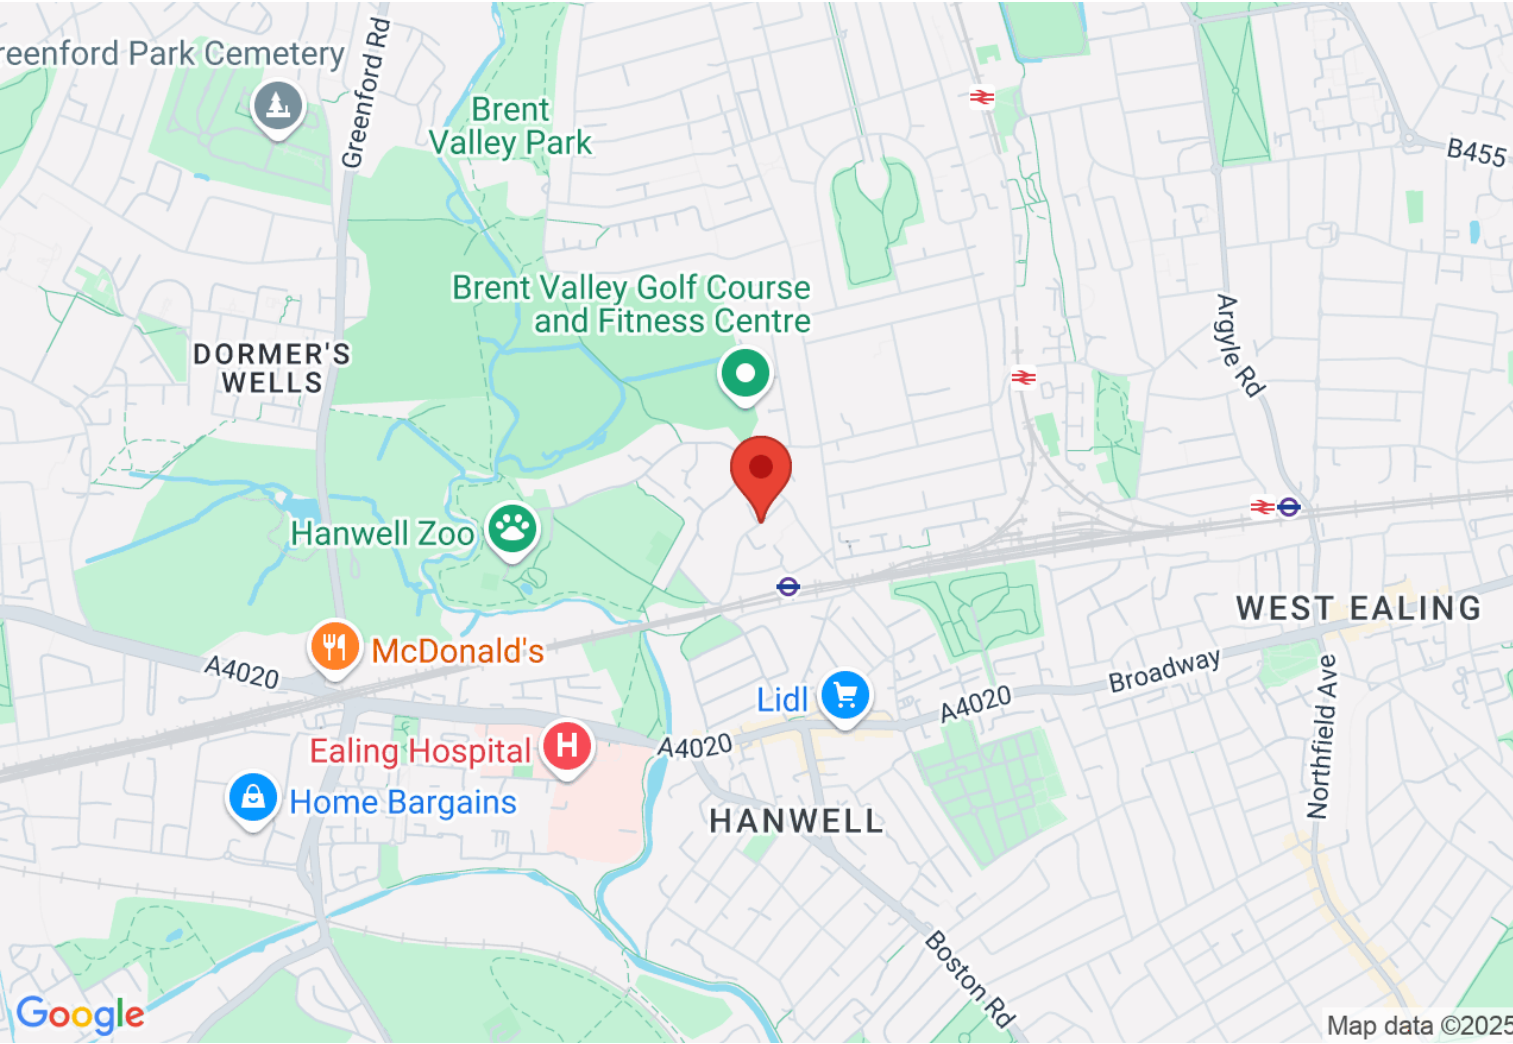 reenford Park Cemetery
Greenford Rd
Brent
Valley Park
B455
Brent Valley Golf Course
and Fitness Centre
Argyle Rd
DORMER'S
WELLS
Hanwell Zoo
WEST EALING
McDonald's
A4020
Broadway
Lidl
A4020
Northfield Ave
Ealing Hospital
H
A4020
Home Bargains
HANWELL
Boston Rd
Google
Map data ©2025